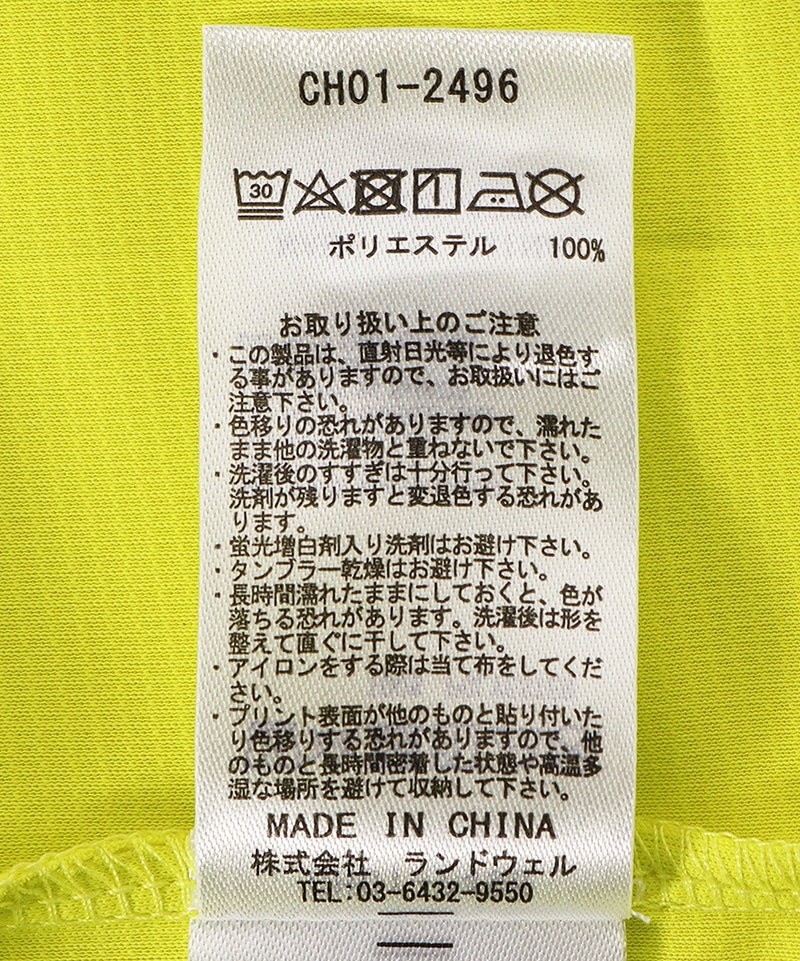 CH01-2496
30
ポリエステル 100%
お取り扱い上のご注意
・この製品は、直射日光等により退色す
る事がありますので、お取扱いにはご
注意下さい。
・色移りの恐れがありますので、濡れた
まま他の洗濯物と重ねないで下さい。
・洗濯後のすすぎは十分行って下さい。
洗剤が残りますと変退色する恐れがあ
ります。
・蛍光増白剤入り洗剤はお避け下さい。
・タンブラー乾燥はお避け下さい。
・長時間濡れたままにしておくと、色が
落ちる恐れがあります。洗濯後は形を
整えて直ぐに干して下さい。
・アイロンをする際は当て布をしてくだ
さい。
・プリント表面が他のものと貼り付いた
り色移りする恐れがありますので、他
のものと長時間密着した状態や高温多
湿な場所を避けて収納して下さい。
MADE IN CHINA
株式会社 ランドウェル
TEL:03-6432-9550